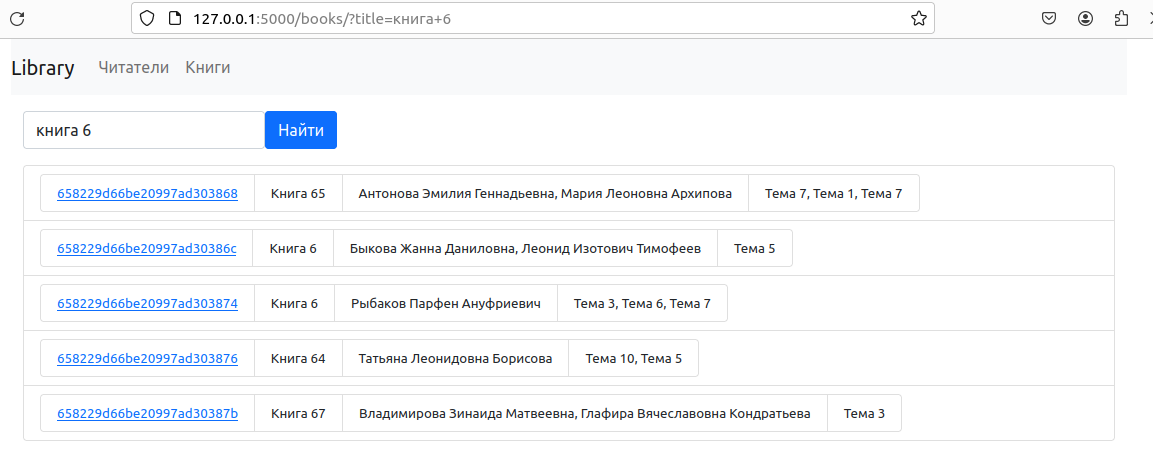 127.0.0.1:5000/books/?title=книга+6
Library Читатели Книги
книга 6 Найти
658229d66be20997ad303868 Книга 65 Антонова Эмилия Геннадьевна, Мария Леоновна Архипова Тема 7, Тема 1, Тема 7
658229d66be20997ad30386c Книга 6 Быкова Жанна Даниловна, Леонид Изотович Тимофеев Тема 5
658229d66be20997ad303874 Книга 6 Рыбаков Парфен Ануфриевич Тема 3, Тема 6, Тема 7
658229d66be20997ad303876 Книга 64 Татьяна Леонидовна Борисова Тема 10, Тема 5
658229d66be20997ad30387b Книга 67 Владимирова Зинаида Матвеевна, Глафира Вячеславовна Кондратьева Тема 3